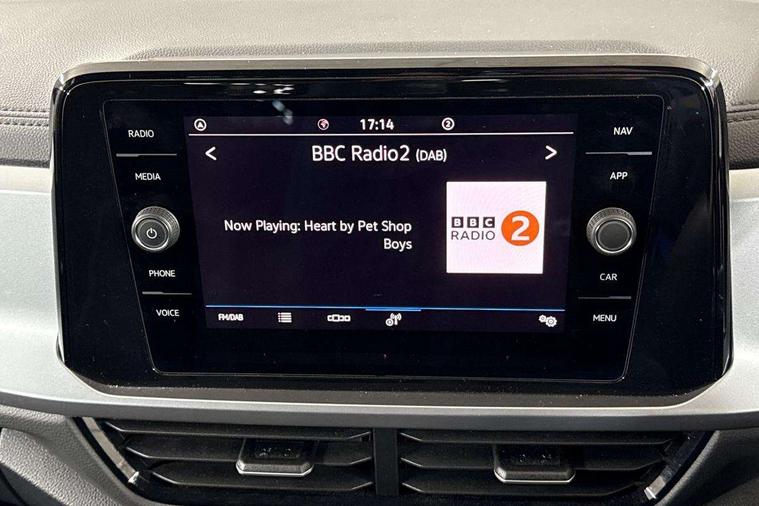 17:14
2
RADIO
NAV
BBC Radio2 (DAB)
MEDIA
APP
Now Playing: Heart by Pet Shop
Boys
BBC
RADIO 2
PHONE
CAR
VOICE
MENU
FM/DAB